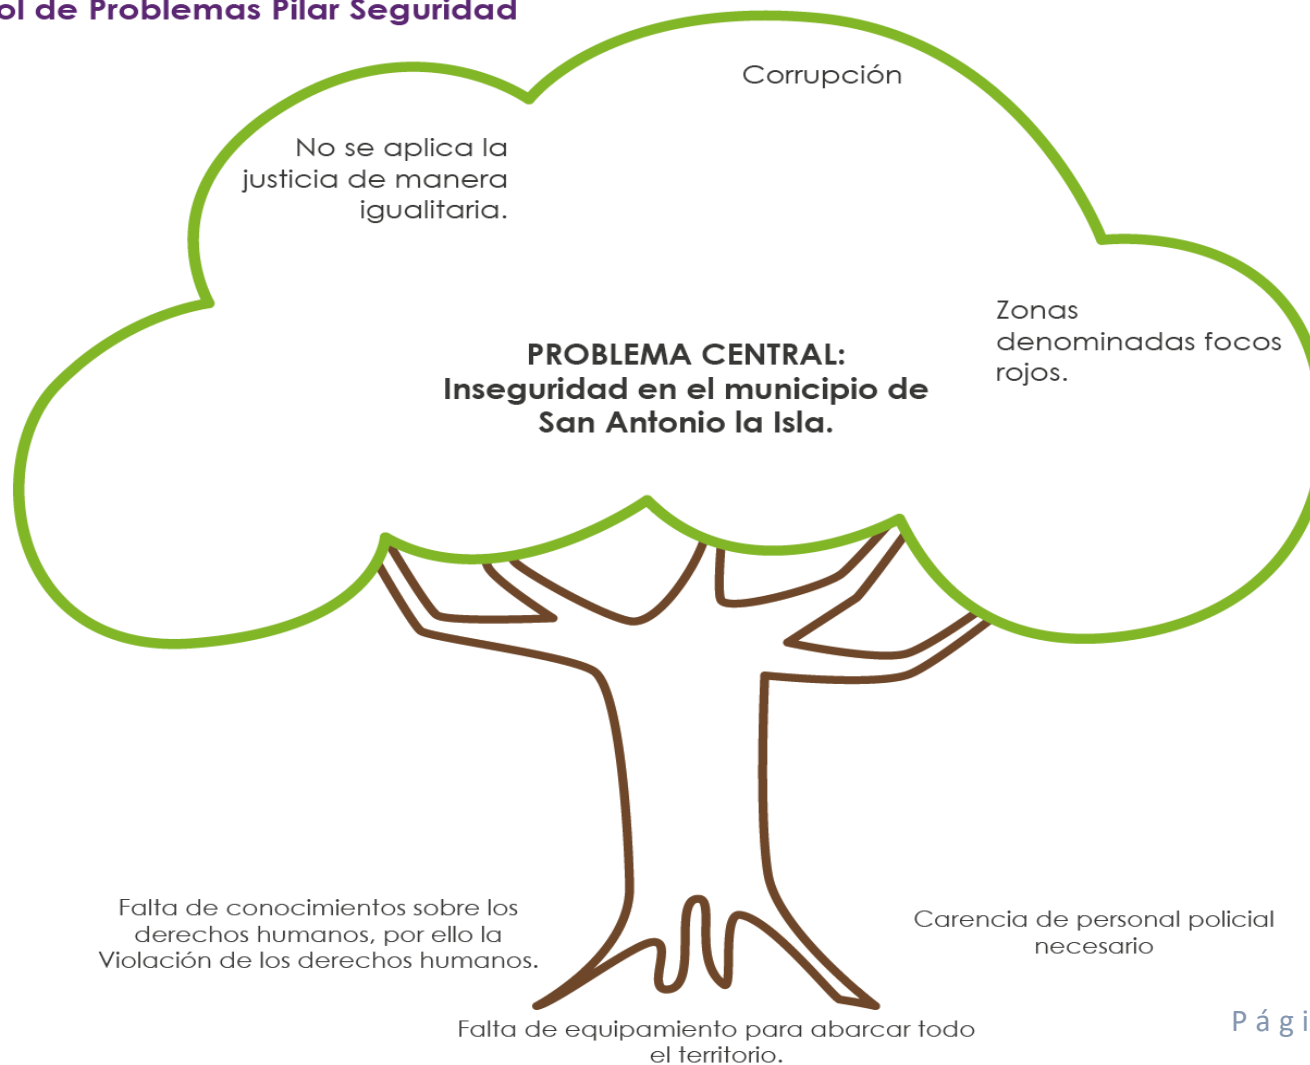 ol de Problemas Pilar Seguridad
Corrupción
No se aplica la
justicia de manera
igualitaria.
Zonas
denominadas focos
rojos.
PROBLEMA CENTRAL:
Inseguridad en el municipio de
San Antonio la Isla.
Falta de conocimientos sobre los
derechos humanos, por ello la
Violación de los derechos humanos.
Carencia de personal policial
necesario
Falta de equipamiento para abarcar todo
el territorio.
Pági